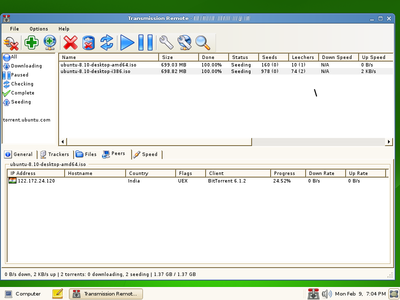 Transmission Remote
File Options Help
All
Downloading
Paused
Checking
Complete
Seeding
torrent.ubuntu.com
Name Size Done Status Seeds Leechers Down Speed Up Speed
ubuntu-8.10-desktop-amd64.iso 699.03 MB 100.00% Seeding 160 (0) 10 (1) N/A 0 B/s
ubuntu-8.10-desktop-i386.iso 698.82 MB 100.00% Seeding 978 (0) 74 (2) N/A 2 KB/s
General Trackers Files Peers Speed
ubuntu-8.10-desktop-amd64.iso
IP Address Hostname Country Flags Client Progress Down Rate Up Rate
122.172.24.120 India UEX BitTorrent 6.1.2 24.52% 0 B/s 0 B/s
0 B/s down, 2 KB/s up | 2 torrents: 0 downloading, 2 seeding | 1.37 GB / 1.37 GB
Computer Transmission Remot... Mon Feb 9, 7:04 PM